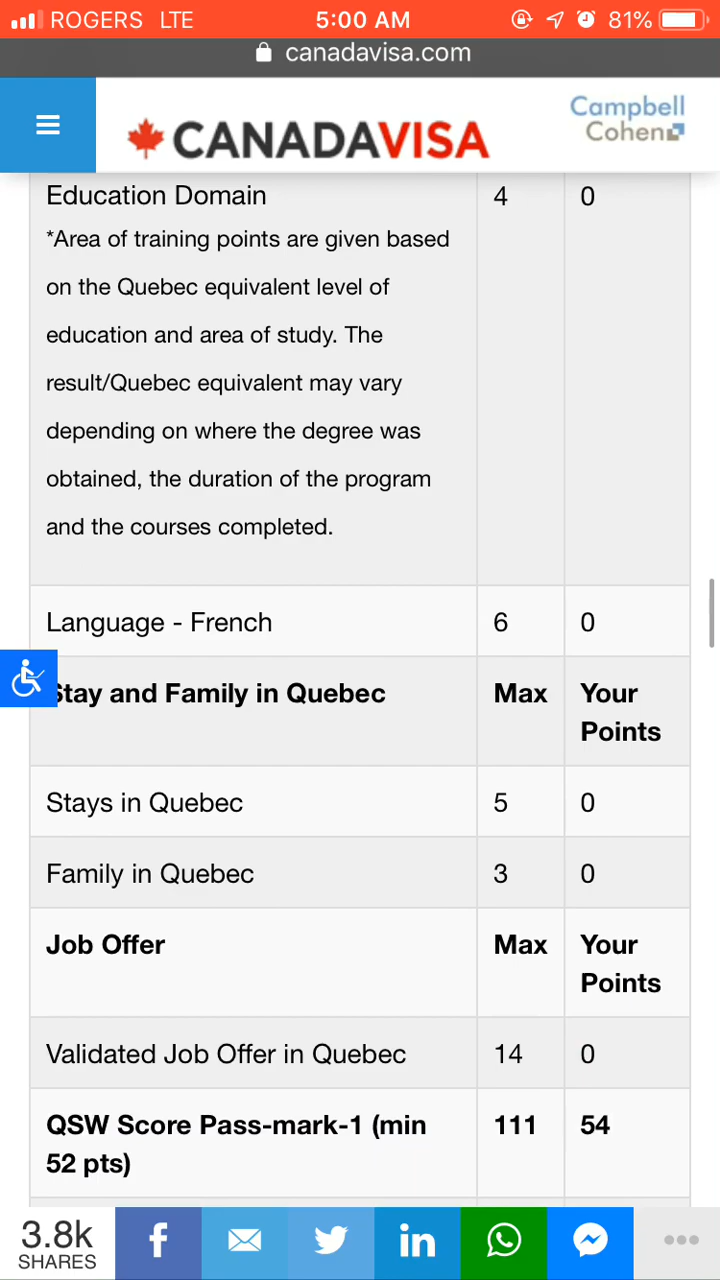 ROGERS LTE 5:00 AM 81%
canadavisa.com
CANADAVISA
Campbell
Cohen
Education Domain 4 0
*Area of training points are given based
on the Quebec equivalent level of
education and area of study. The
result/Quebec equivalent may vary
depending on where the degree was
obtained, the duration of the program
and the courses completed.
Language - French 6 0
Stay and Family in Quebec Max Your
Points
Stays in Quebec 5 0
Family in Quebec 3 0
Job Offer Max Your
Points
Validated Job Offer in Quebec 14 0
QSW Score Pass-mark-1 (min 111 54
52 pts)
3.8k
SHARES